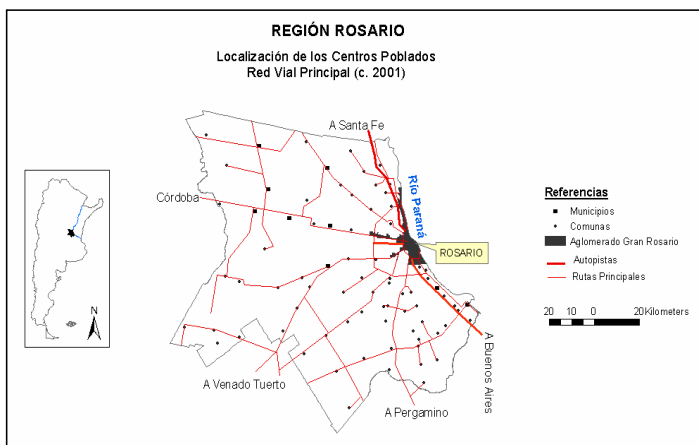 REGIÓN ROSARIO
Localización de los Centros Poblados
Red Vial Principal (c. 2001)
A Santa Fe
Río Paraná
Córdoba
ROSARIO
A Venado Tuerto
A Pergamino
A Buenos Aires
N
Referencias
Municipios
Comunas
Aglomerado Gran Rosario
Autopistas
Rutas Principales
20 10 0 20 Kilometers